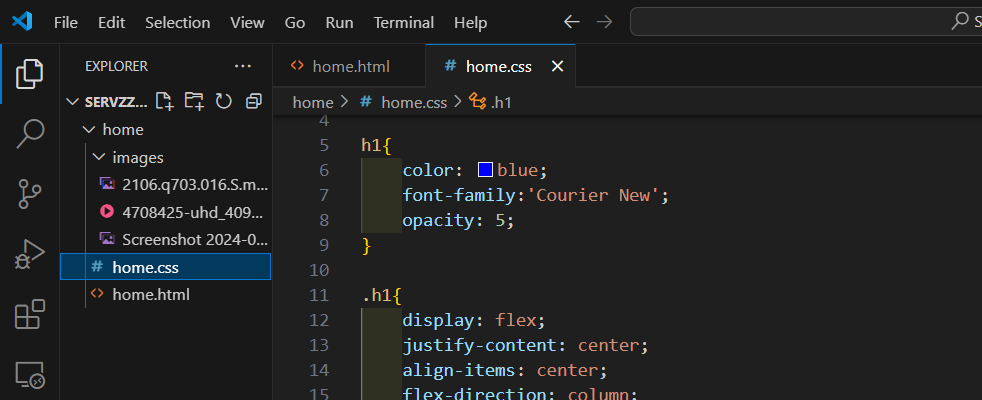 File Edit Selection View Go Run Terminal Help S
EXPLORER ...
home.html
# home.css
SERVZZ...
home > # home.css > .h1
home
images
2106.q703.016.S.m...
4708425-uhd_409...
Screenshot 2024-0...
# home.css
<> home.html
4
5 h1{
6 color: blue;
7 font-family:'Courier New';
8 opacity: 5;
9 }
10
11 .h1{
12 display: flex;
13 justify-content: center;
14 align-items: center;
15 flex-direction: column;